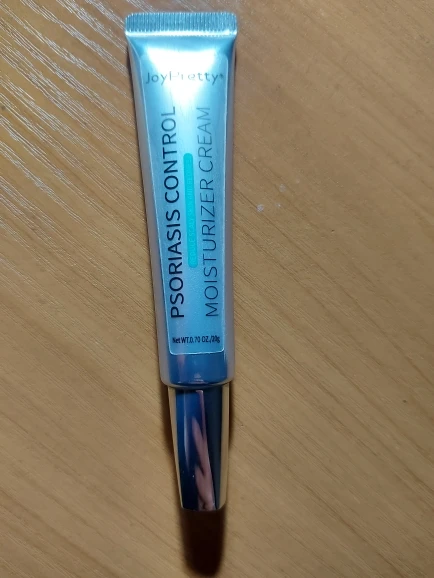 JoyPretty®
PSORIASIS CONTROL
MOISTURIZER CREAM
Net WT.0.70 OZ./20g